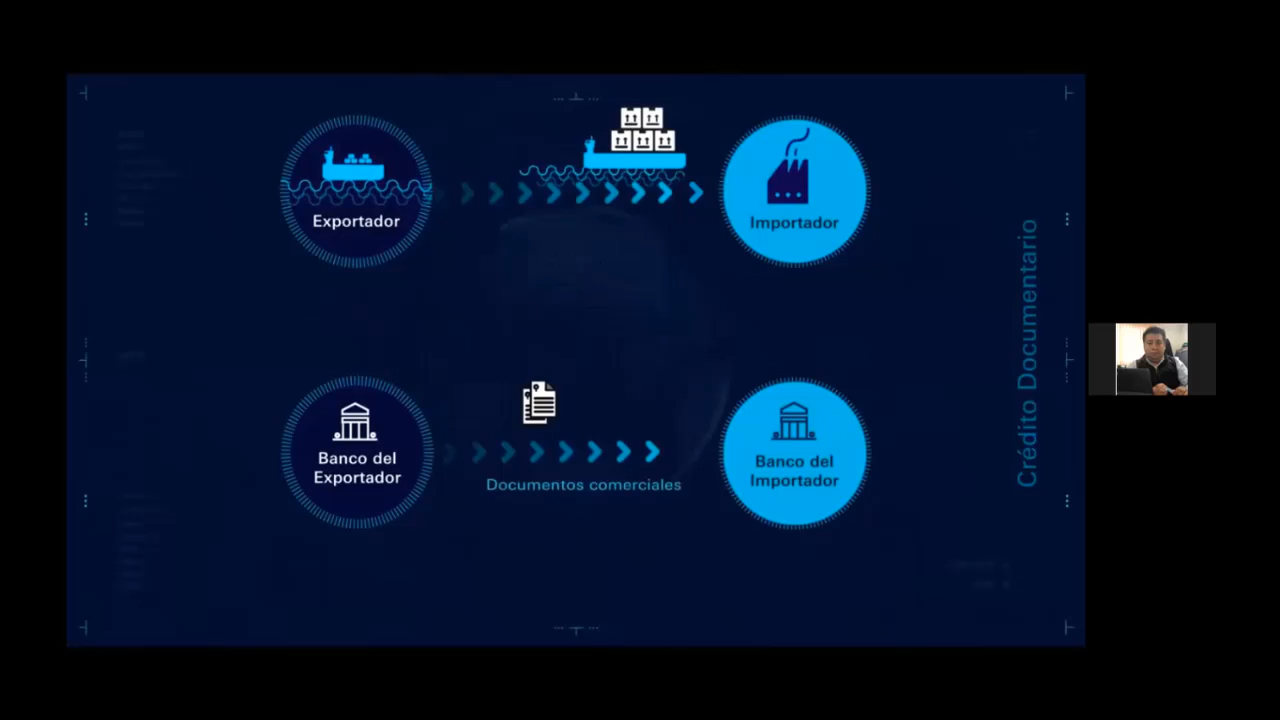 Exportador
Importador
Banco del
Exportador
Documentos comerciales
Banco del
Importador
Crédito Documentario